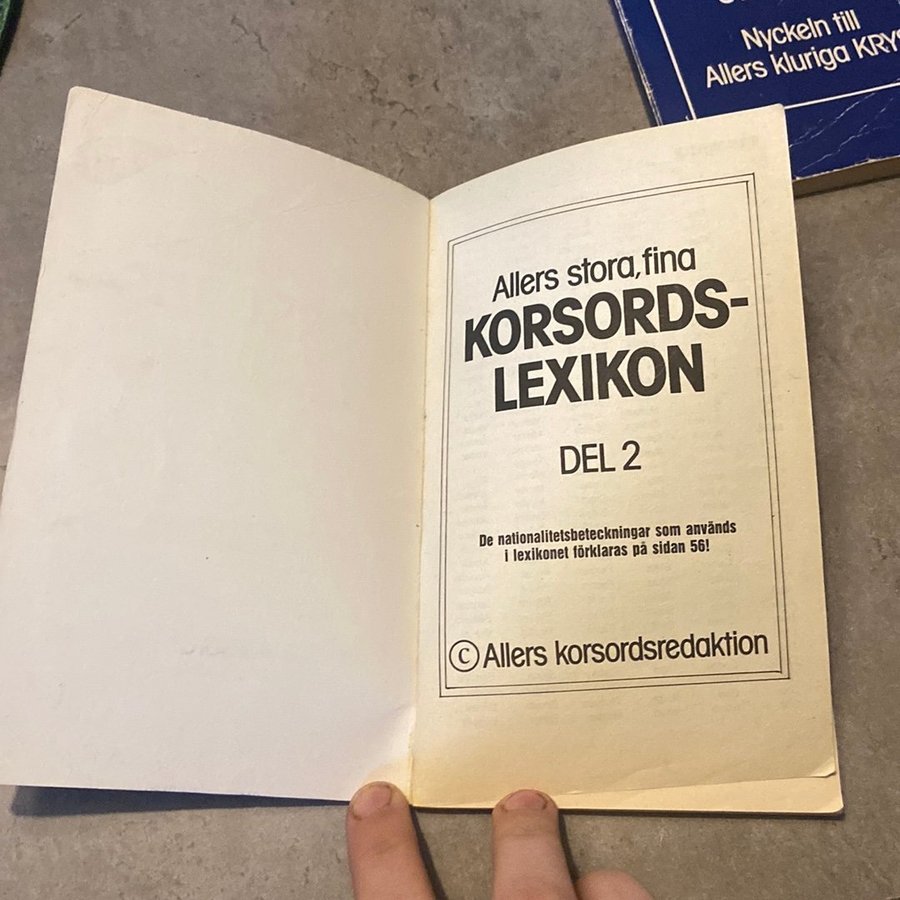 Nyckeln till
Allers kluriga
Allers stora, fina
KORSORDS-
LEXIKON
DEL 2
De nationalitetsbeteckningar som används
i lexikonet förklaras på sidan 56!
© Allers korsordsredaktion